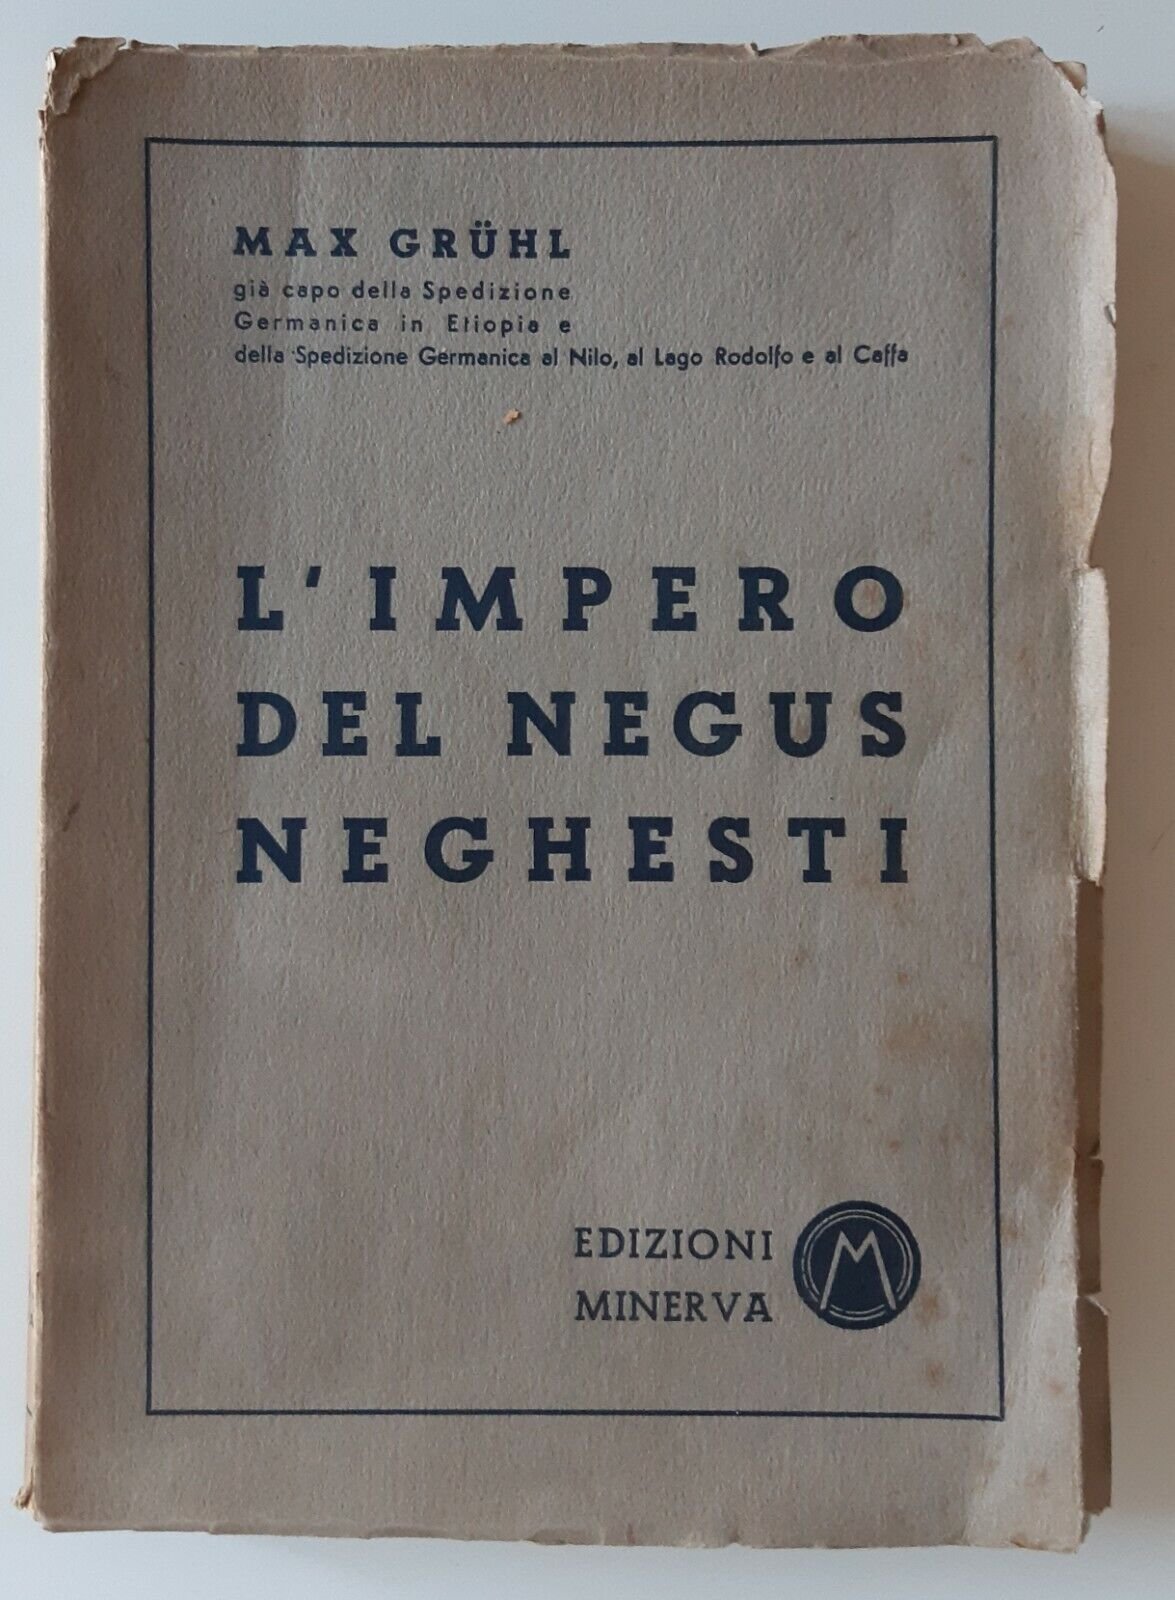 MAX GRÜHL
già capo della Spedizione
Germanica in Etiopia e
della Spedizione Germanica al Nilo, al Lago Rodolfo e al Caffa
L'IMPERO
DEL NEGUS
NEGHESTI
EDIZIONI
MINERVA
M